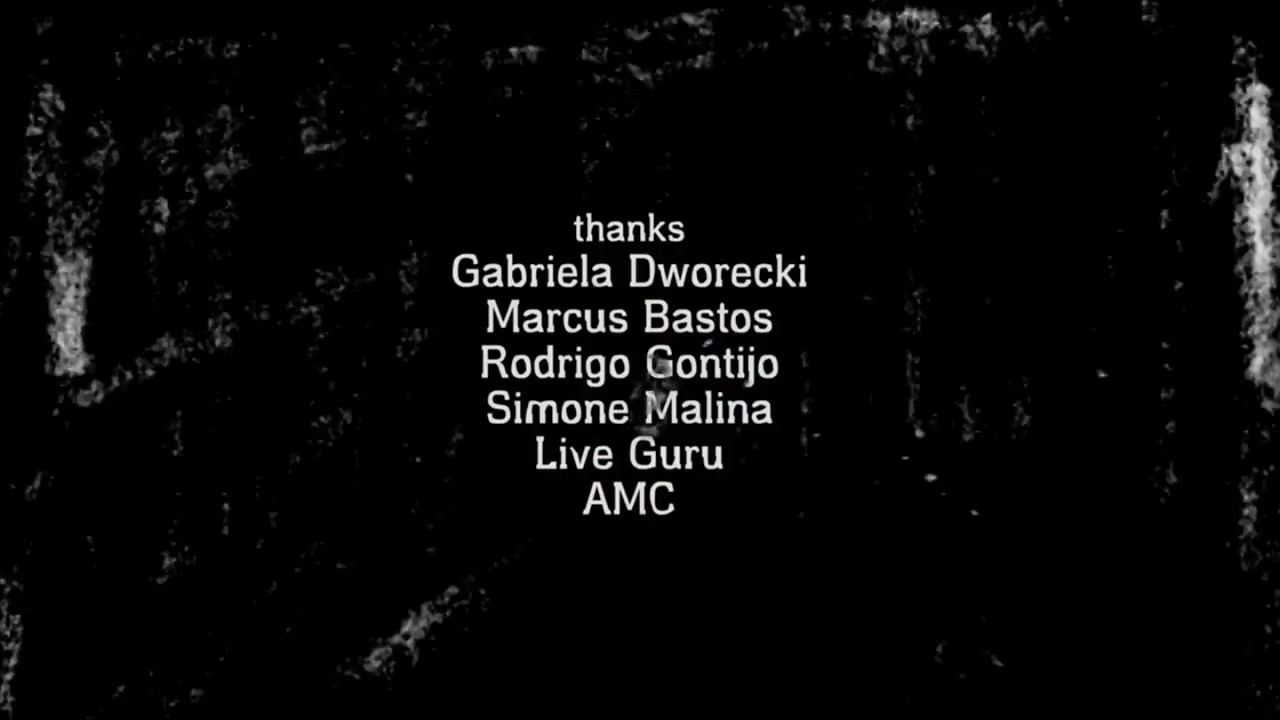 thanks
Gabriela Dworecki
Marcus Bastos
Rodrigo Gontijo
Simone Malina
Live Guru
AMC